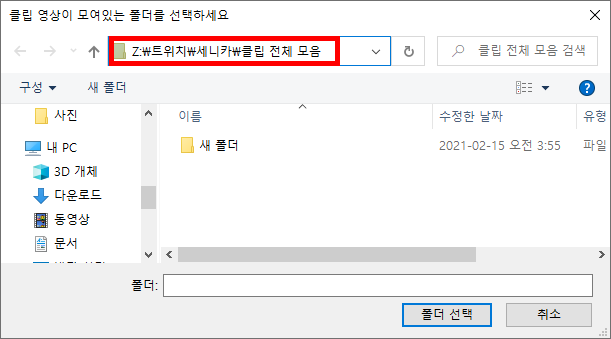 클립 영상이 모여있는 폴더를 선택하세요
Z:₩트위치₩세니카₩클립 전체 모음
클립 전체 모음 검색
구성 새 폴더
사진
내 PC
3D 개체
다운로드
동영상
문서
이름 수정한 날짜 유형
새 폴더 2021-02-15 오전 3:55 파일
폴더:
폴더 선택 취소